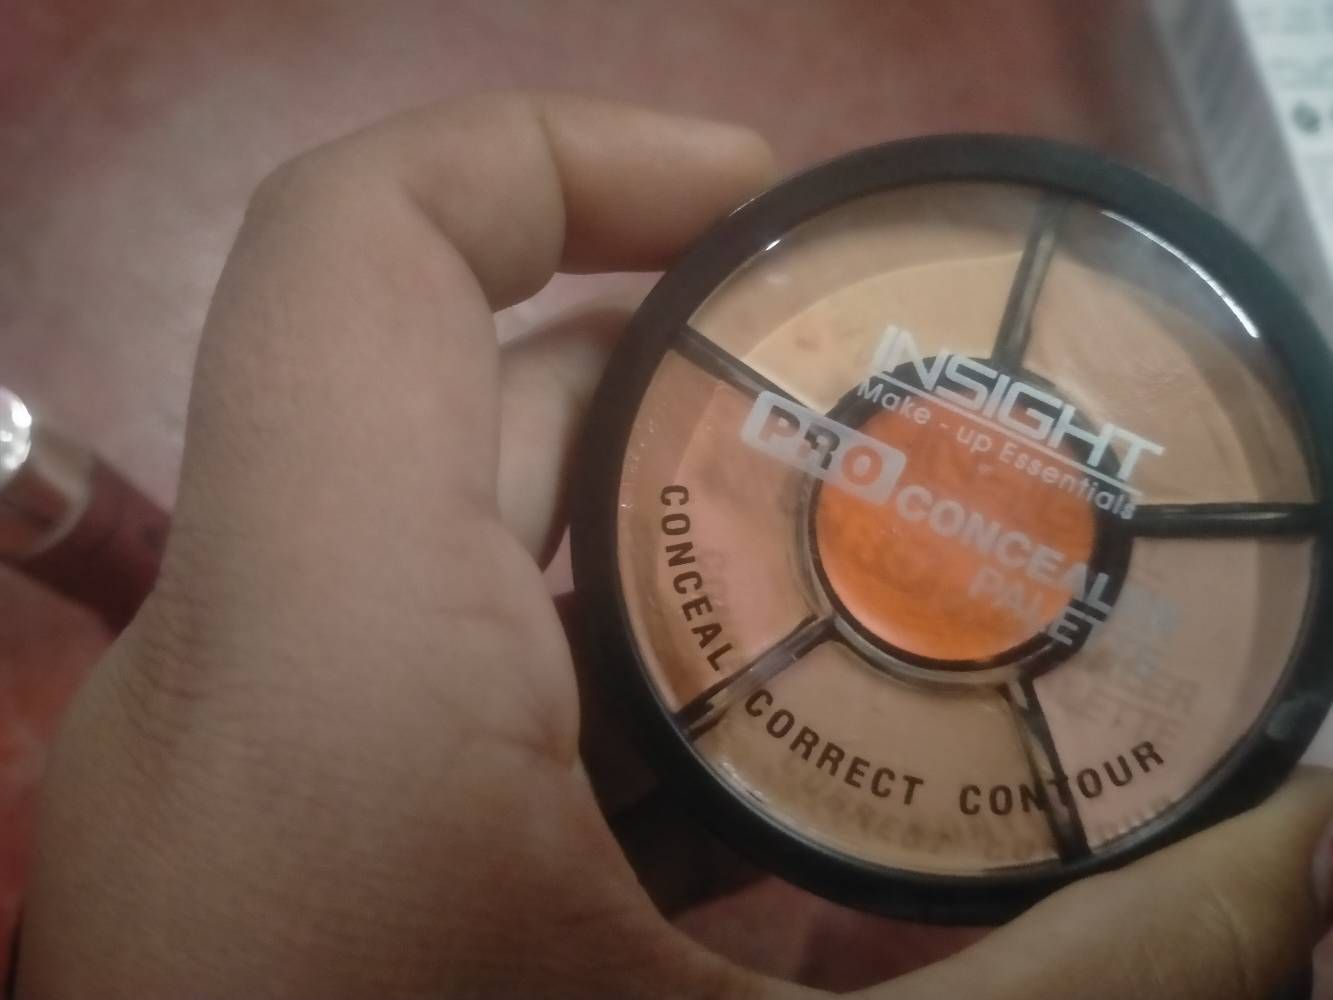 INSIGHT
Make-up Essentials
PRO CONCEALER
PALETTE
CONCEAL CORRECT CONTOUR